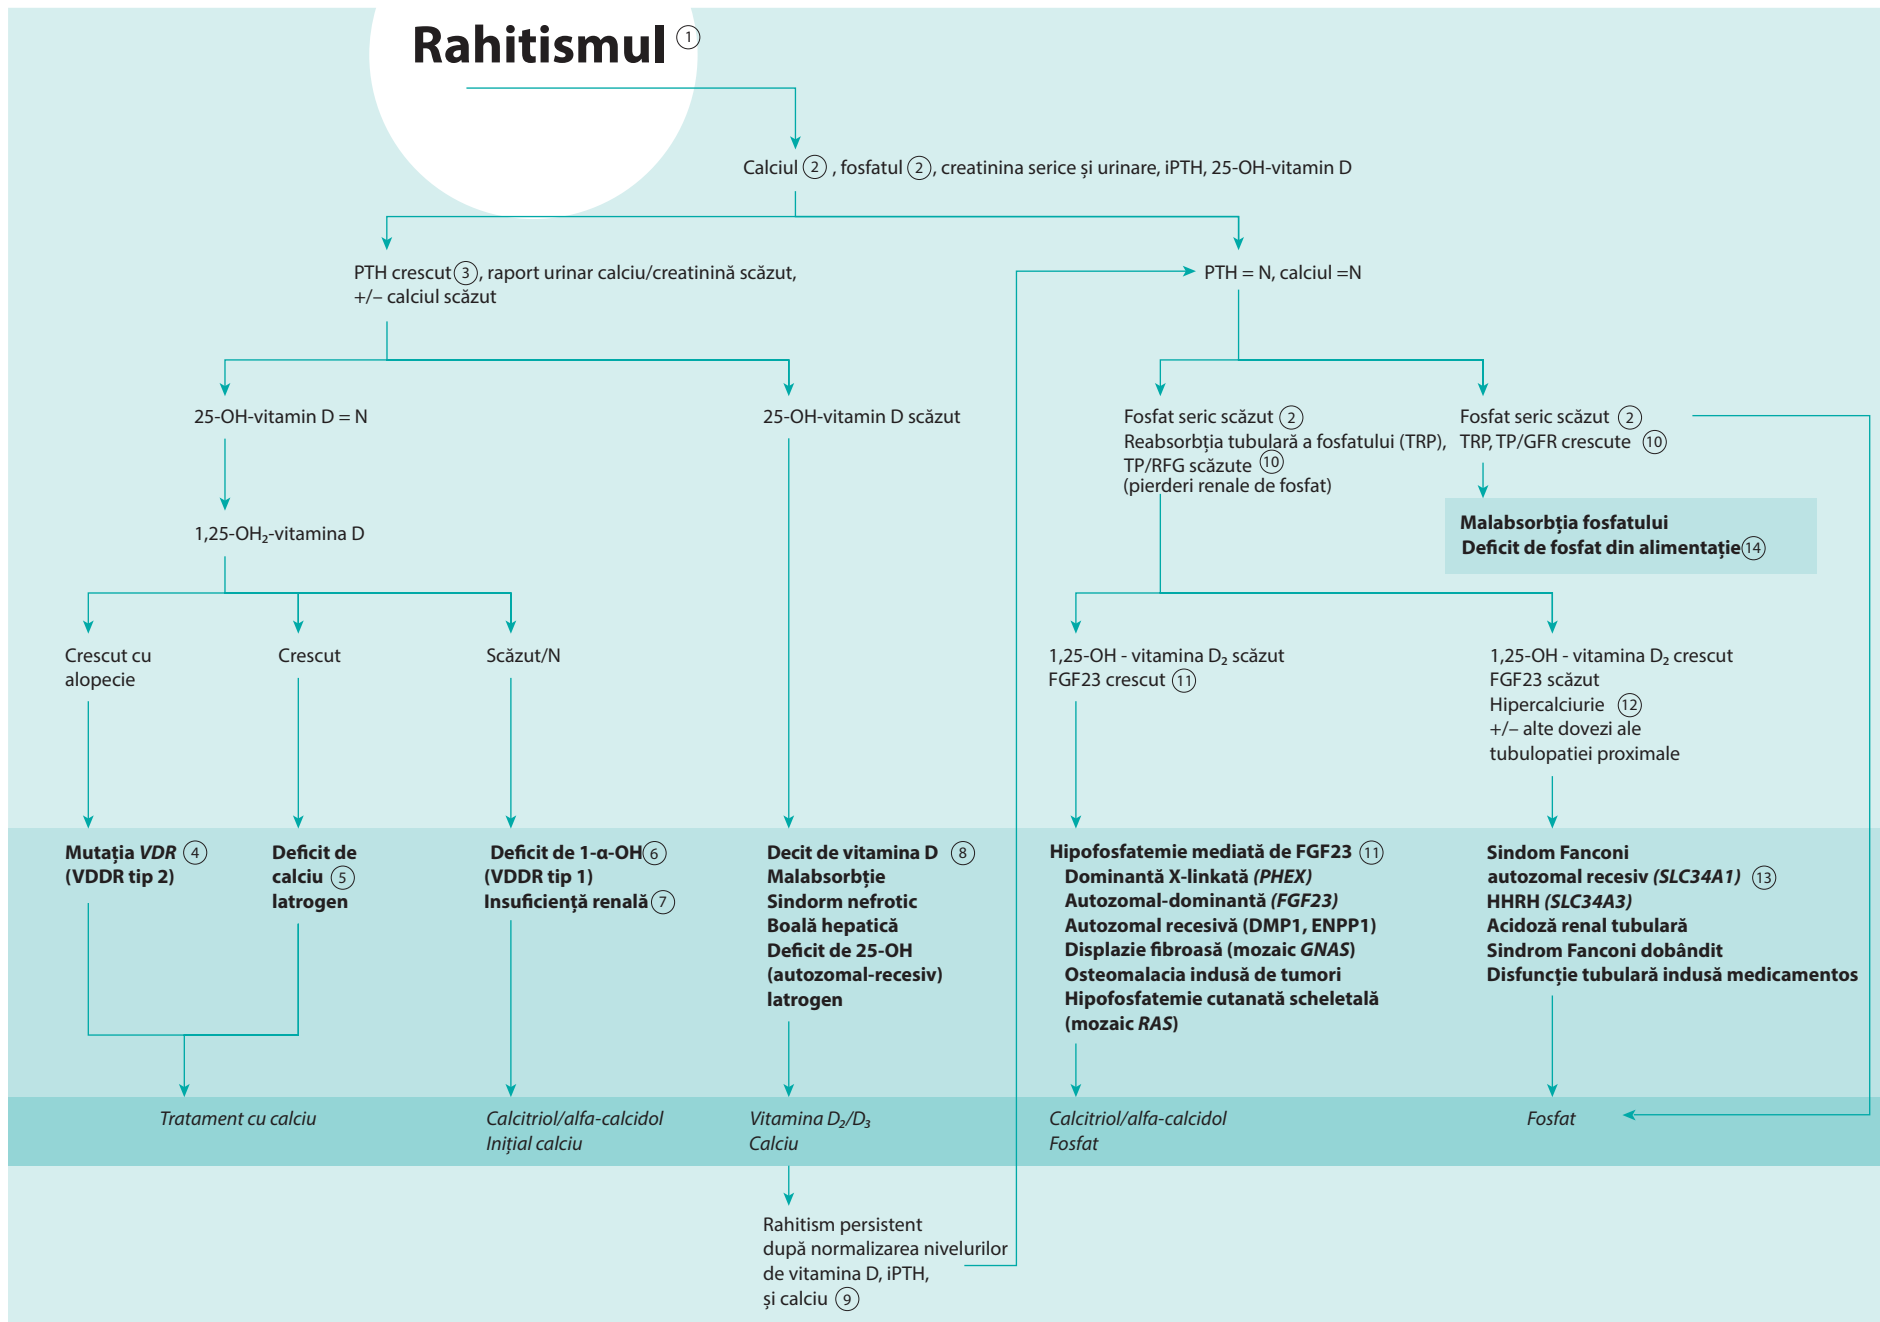 Rahitismul 1
Calciul 2 , fosfatul 2, creatinina serice și urinare, iPTH, 25-OH-vitamin D
PTH crescut 3, raport urinar calciu/creatinină scăzut,
+/– calciul scăzut
PTH = N, calciul =N
25-OH-vitamin D = N
25-OH-vitamin D scăzut
Fosfat seric scăzut 2
Reabsorbția tubulară a fosfatului (TRP),
TP/RFG scăzute 10
(pierderi renale de fosfat)
Fosfat seric scăzut 2
TRP, TP/GFR crescute 10
Malabsorbția fosfatului
Deficit de fosfat din alimentație 14
1,25-OH₂-vitamina D
Crescut cu
alopecie
Crescut
Scăzut/N
1,25-OH - vitamina D₂ scăzut
FGF23 crescut 11
1,25-OH - vitamina D₂ crescut
FGF23 scăzut
Hipercalciurie 12
+/– alte dovezi ale
tubulopatiei proximale
Mutația VDR 4
(VDDR tip 2)
Deficit de
calciu 5
Iatrogen
Deficit de 1-α-OH 6
(VDDR tip 1)
Insuficiență renală 7
Decit de vitamina D 8
Malabsorbție
Sindorm nefrotic
Boală hepatică
Deficit de 25-OH
(autozomal-recesiv)
Iatrogen
Hipofosfatemie mediată de FGF23 11
Dominantă X-linkată (PHEX)
Autozomal-dominantă (FGF23)
Autozomal recesivă (DMP1, ENPP1)
Displazie fibroasă (mozaic GNAS)
Osteomalacia indusă de tumori
Hipofosfatemie cutanată scheletală
(mozaic RAS)
Sindom Fanconi
autozomal recesiv (SLC34A1) 13
HHRH (SLC34A3)
Acidoză renal tubulară
Sindrom Fanconi dobândit
Disfuncție tubulară indusă medicamentos
Tratament cu calciu
Calcitriol/alfa-calcidol
Inițial calciu
Vitamina D₂/D₃
Calciu
Calcitriol/alfa-calcidol
Fosfat
Fosfat
Rahitism persistent
după normalizarea nivelurilor
de vitamina D, iPTH,
și calciu 9